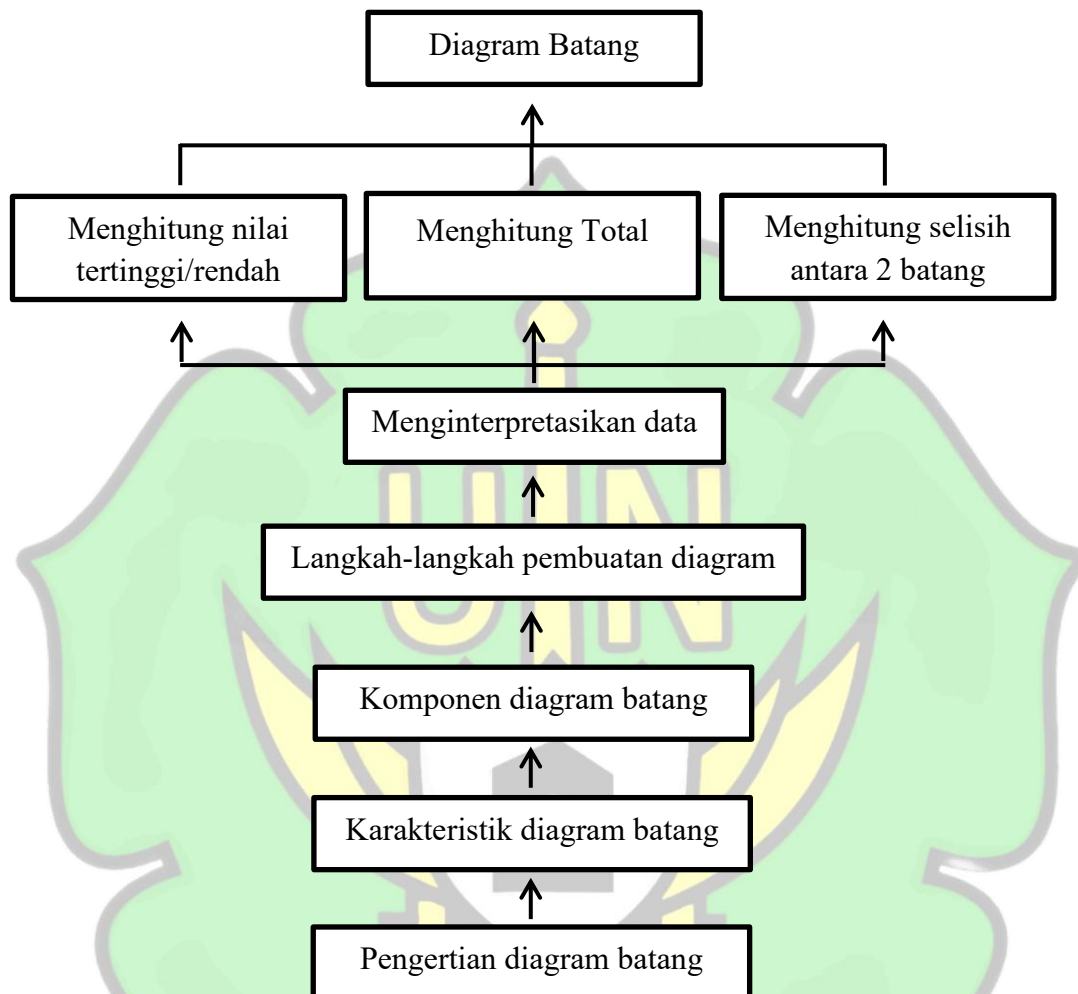 Diagram Batang
Menghitung nilai
tertinggi/rendah
Menghitung Total
Menghitung selisih
antara 2 batang
Menginterpretasikan data
UIN
Langkah-langkah pembuatan diagram
Komponen diagram batang
Karakteristik diagram batang
Pengertian diagram batang